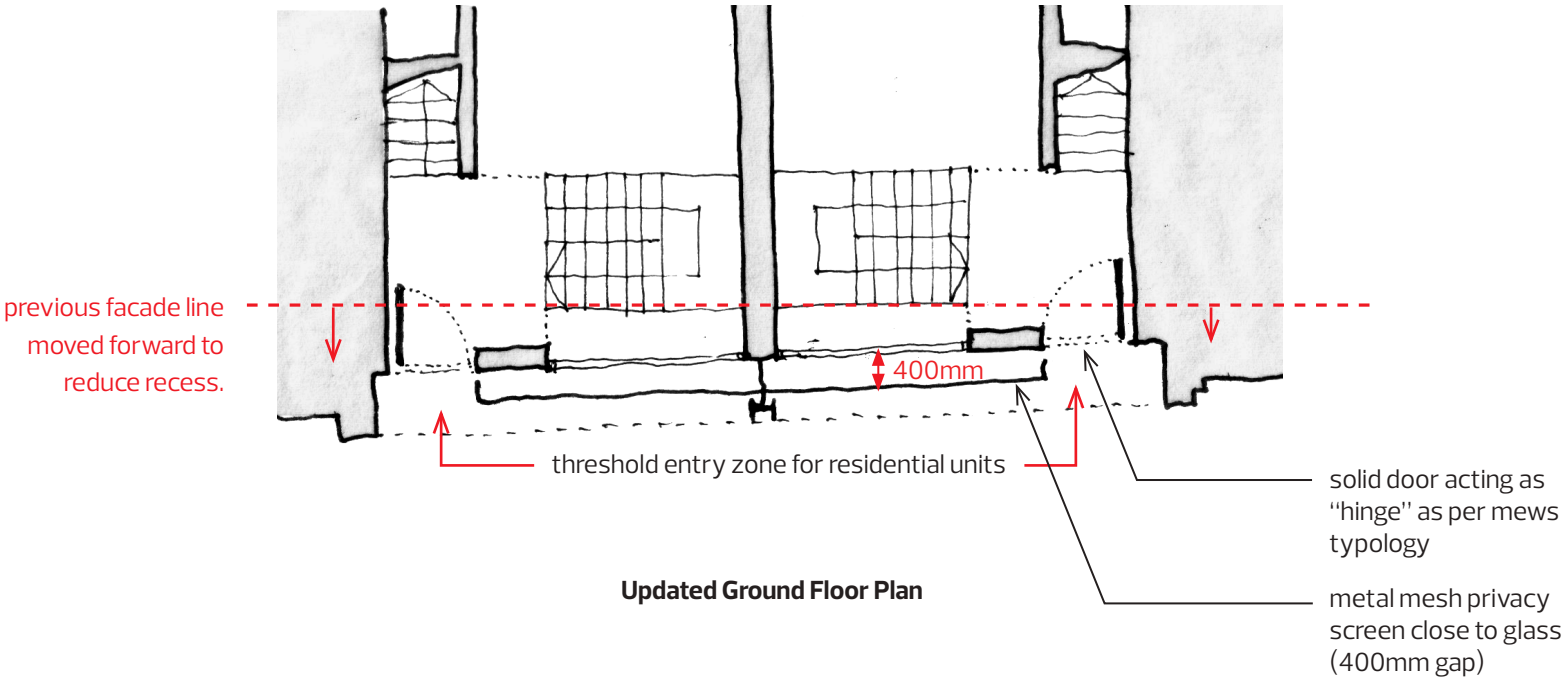 previous facade line
moved forward to
reduce recess.
400mm
threshold entry zone for residential units
solid door acting as
“hinge” as per mews
typology
Updated Ground Floor Plan
metal mesh privacy
screen close to glass
(400mm gap)